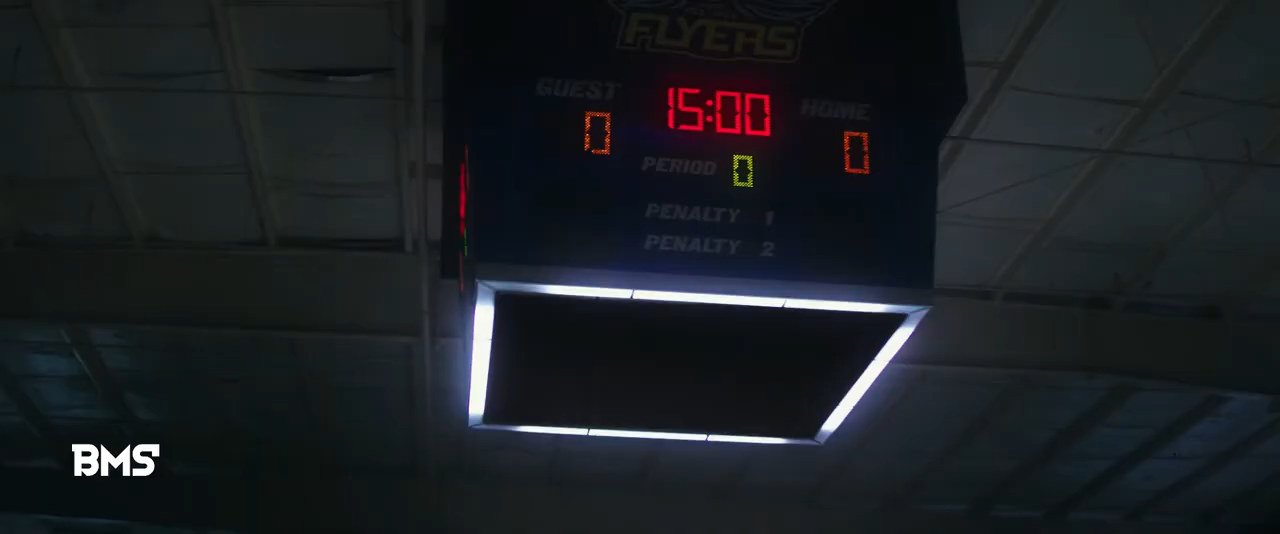 FLYERS
GUEST 15:00 HOME
0 0
PERIOD 0
PENALTY 1
PENALTY 2
BMS